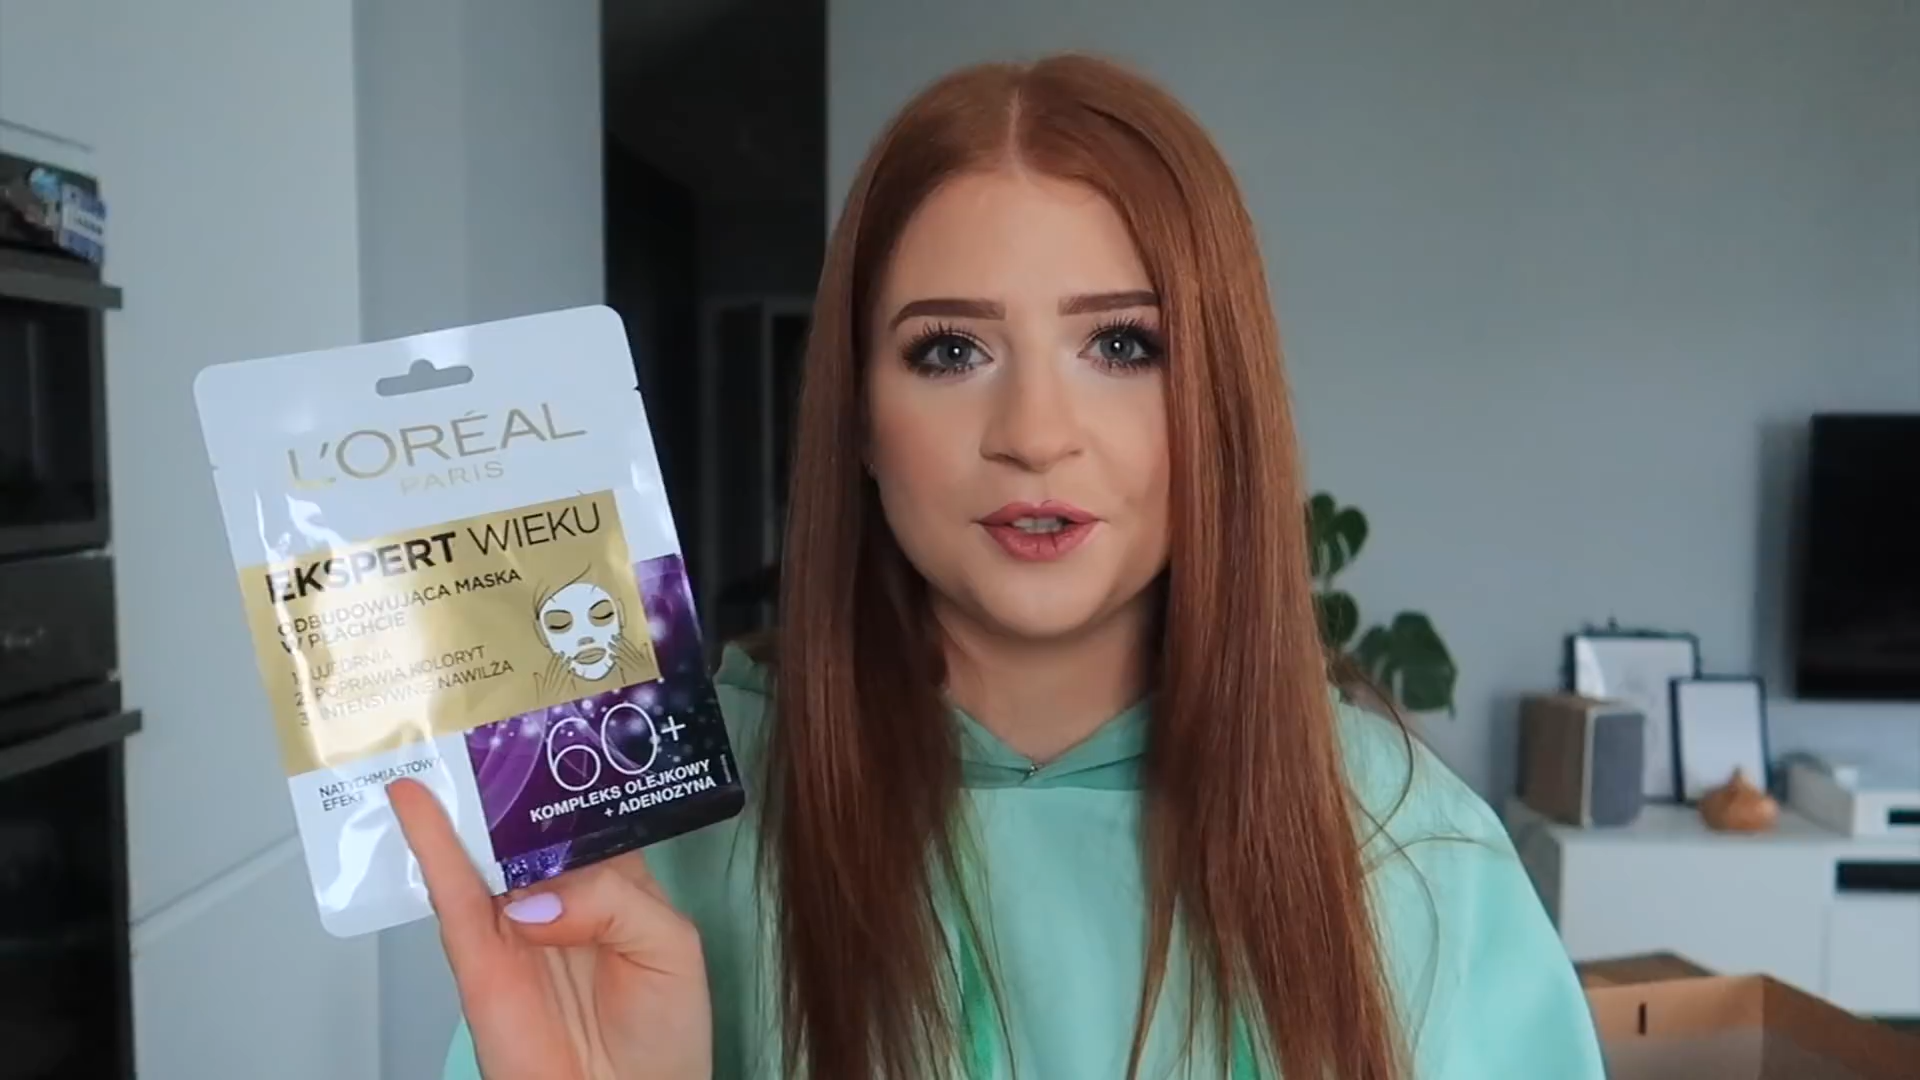 L'ORÉAL
PARIS
EKSPERT WIEKU
ODBUDOWUJĄCA MASKA
W PŁACHCIE
1. UJĘDRNIA
2. POPRAWIA KOLORYT
3. INTENSYWNIE NAWILŻA
60+
KOMPLEKS OLEJKOWY
+ ADENOZYNA
NATYCHMIASTOWY
EFEKT